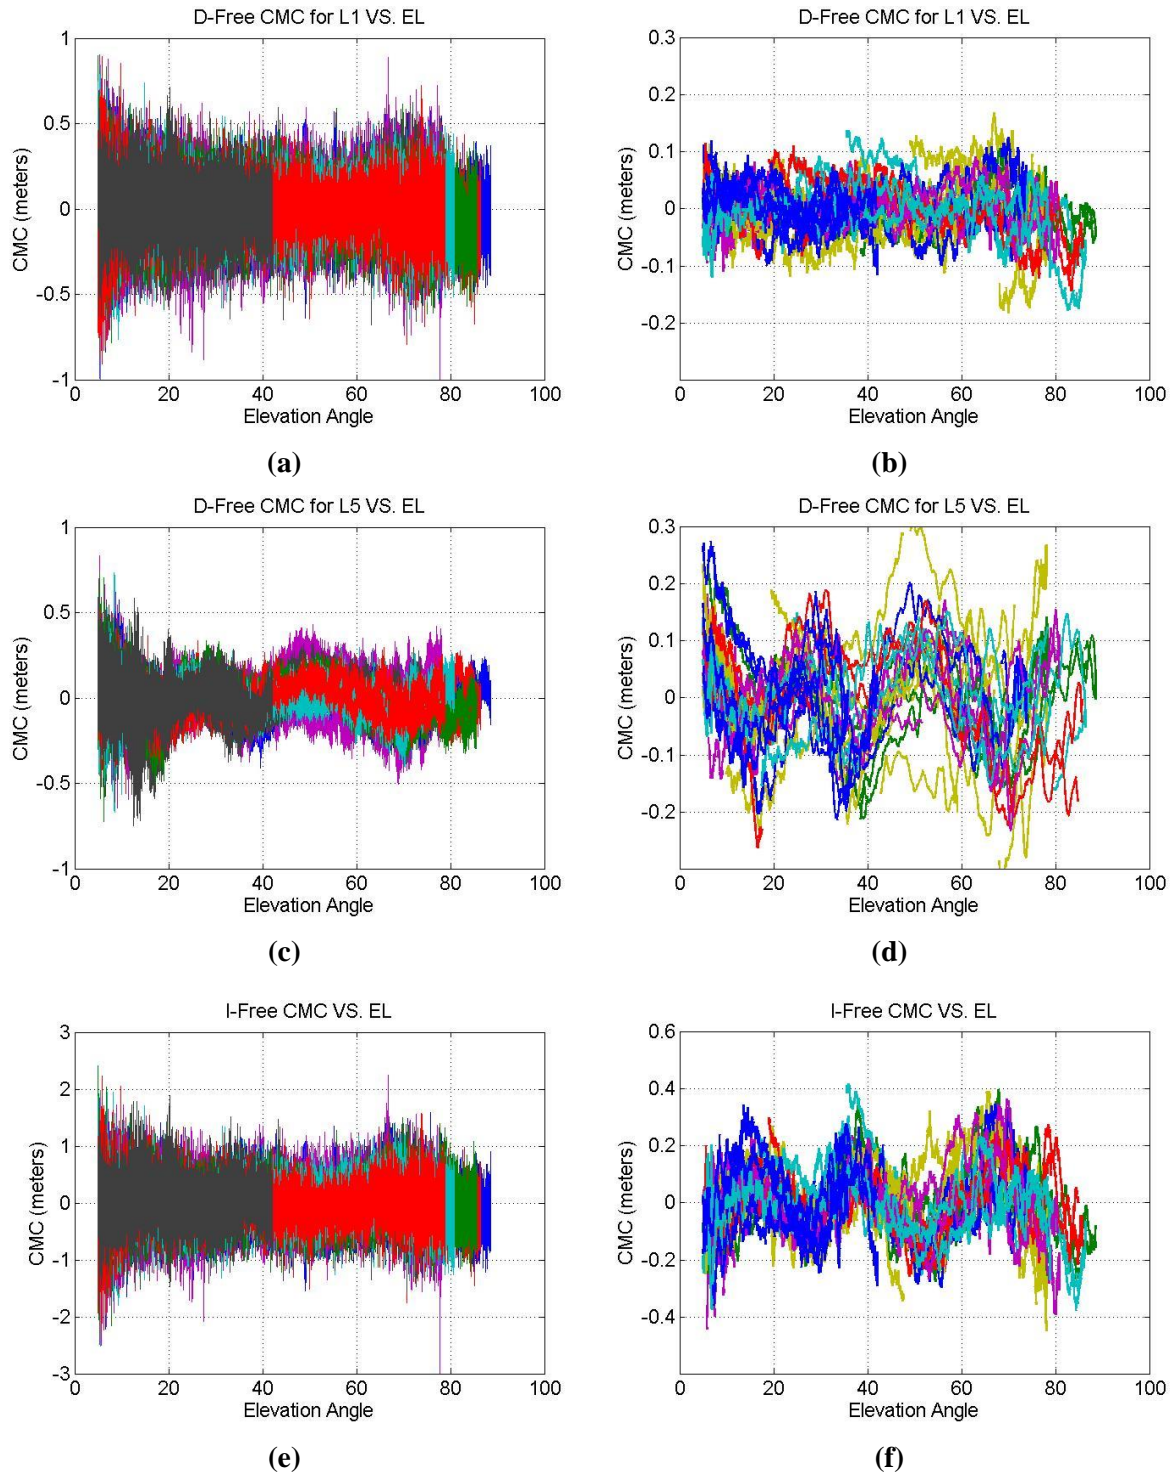 D-Free CMC for L1 VS. EL
1
0.5
0
-0.5
-1
CMC (meters)
0 20 40 60 80 100
Elevation Angle
(a)
D-Free CMC for L1 VS. EL
0.3
0.2
0.1
0
-0.1
-0.2
CMC (meters)
0 20 40 60 80 100
Elevation Angle
(b)
D-Free CMC for L5 VS. EL
1
0.5
0
-0.5
-1
CMC (meters)
0 20 40 60 80 100
Elevation Angle
(c)
D-Free CMC for L5 VS. EL
0.3
0.2
0.1
0
-0.1
-0.2
CMC (meters)
0 20 40 60 80 100
Elevation Angle
(d)
I-Free CMC VS. EL
3
2
1
0
-1
-2
-3
CMC (meters)
0 20 40 60 80 100
Elevation Angle
(e)
I-Free CMC VS. EL
0.6
0.4
0.2
0
-0.2
-0.4
CMC (meters)
0 20 40 60 80 100
Elevation Angle
(f)